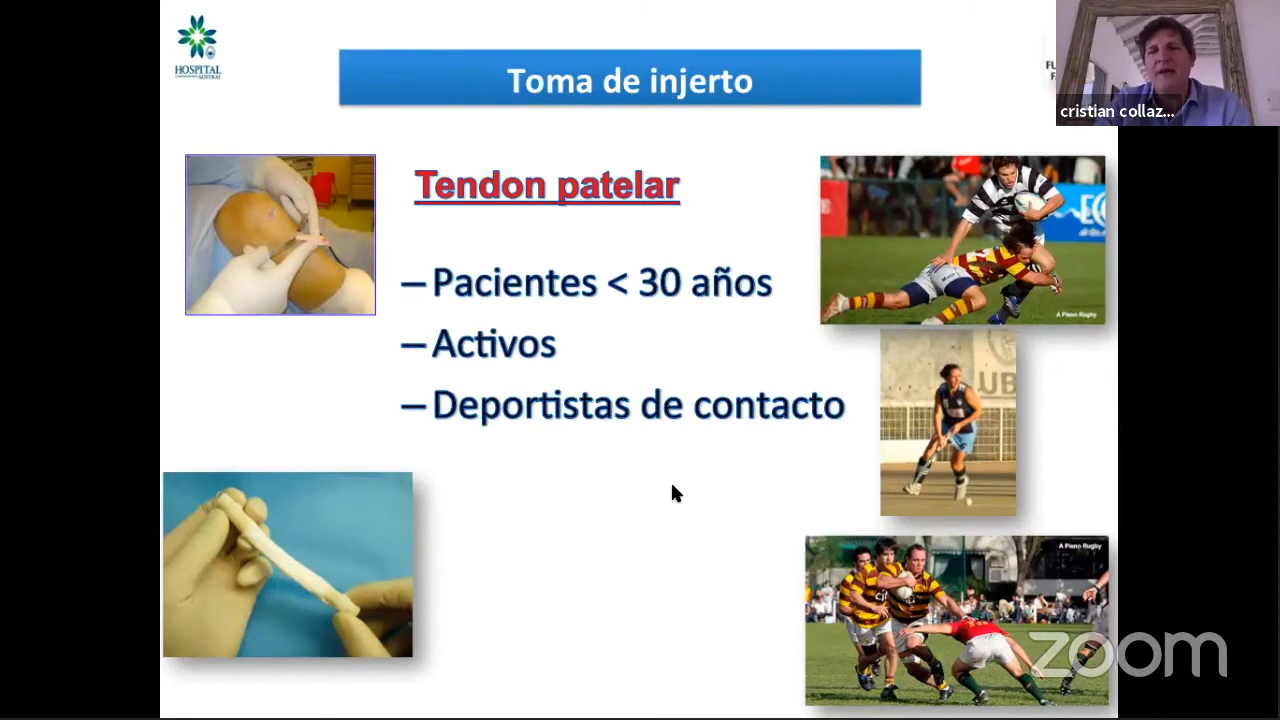 HOSPITAL
AUSTRAL
Toma de injerto
cristian collaz...
Tendon patelar
– Pacientes < 30 años
– Activos
– Deportistas de contacto
A Pleno Rugby
UB
A Pleno Rugby
zoom